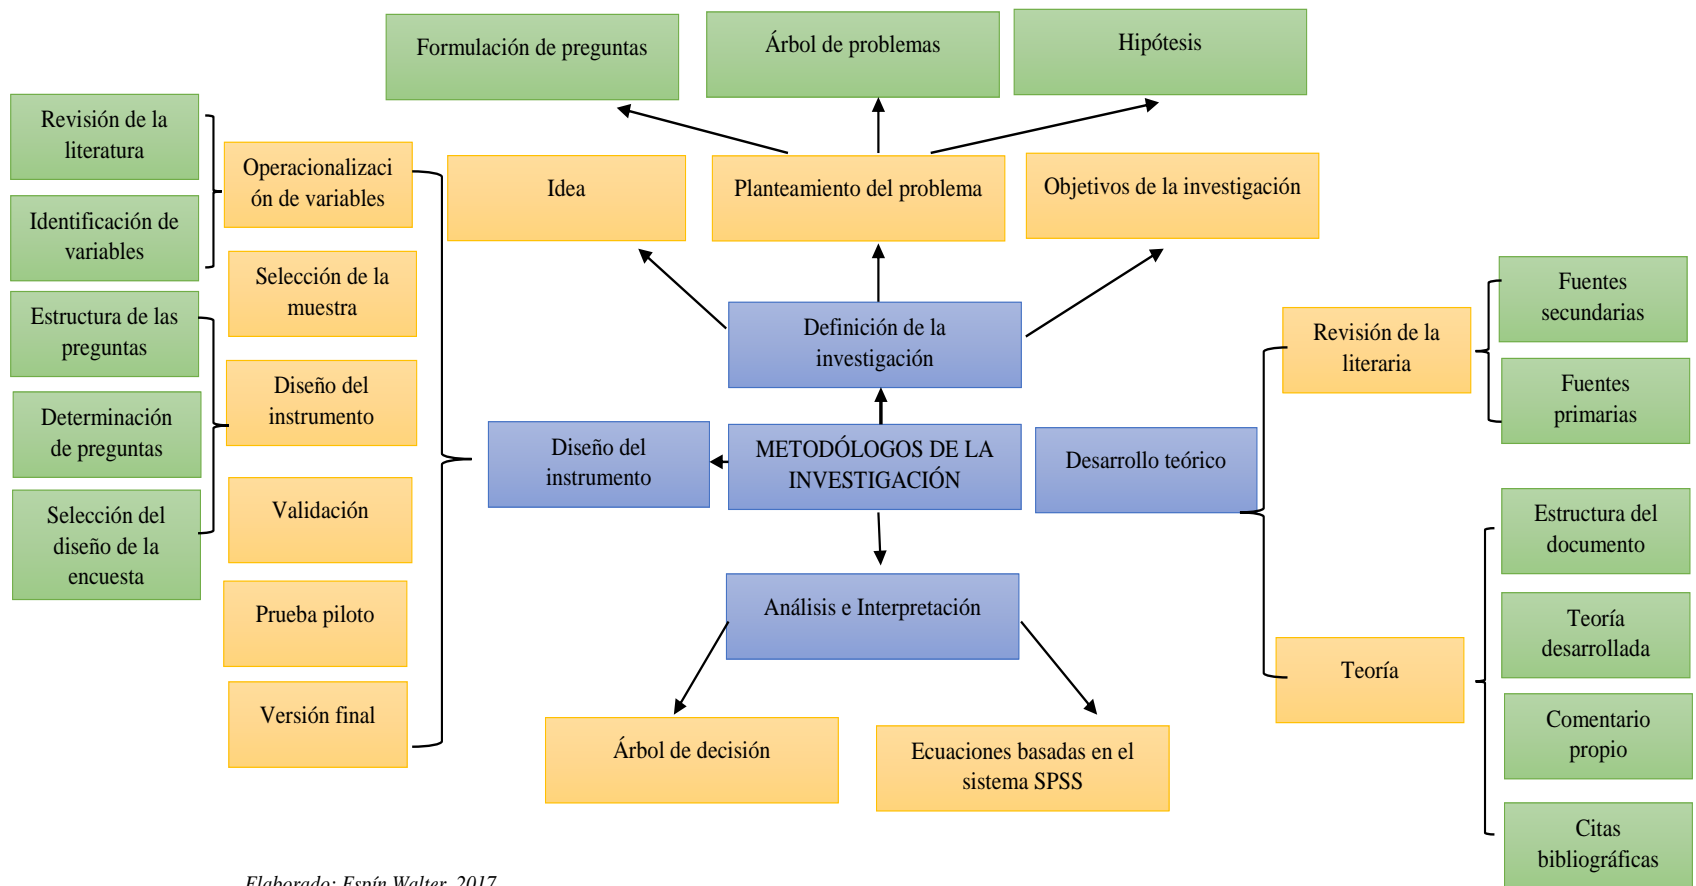 Formulación de preguntas
Árbol de problemas
Hipótesis
Revisión de la
literatura
Identificación de
variables
Operacionalizaci
ón de variables
Idea
Planteamiento del problema
Objetivos de la investigación
Selección de la
muestra
Estructura de las
preguntas
Determinación
de preguntas
Selección del
diseño de la
encuesta
Diseño del
instrumento
Validación
Prueba piloto
Versión final
Diseño del
instrumento
Definición de la
investigación
METODÓLOGOS DE LA
INVESTIGACIÓN
Desarrollo teórico
Análisis e Interpretación
Árbol de decisión
Ecuaciones basadas en el
sistema SPSS
Revisión de la
literaria
Fuentes
secundarias
Fuentes
primarias
Teoría
Estructura del
documento
Teoría
desarrollada
Comentario
propio
Citas
bibliográficas
Elaborado: Espín Walter, 2017